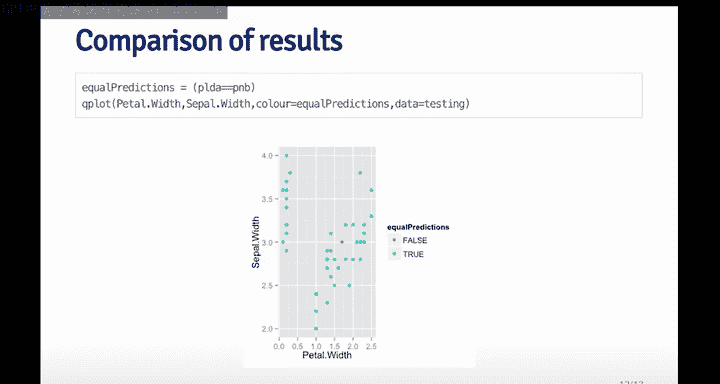 Comparison of results
equalPredictions = (plda==pnb)
qplot(Petal.Width,Sepal.Width,colour=equalPredictions,data=testing)
4.0
3.5
3.0
2.5
2.0
Sepal.Width
0.0 0.5 1.0 1.5 2.0 2.5
Petal.Width
equalPredictions
FALSE
TRUE